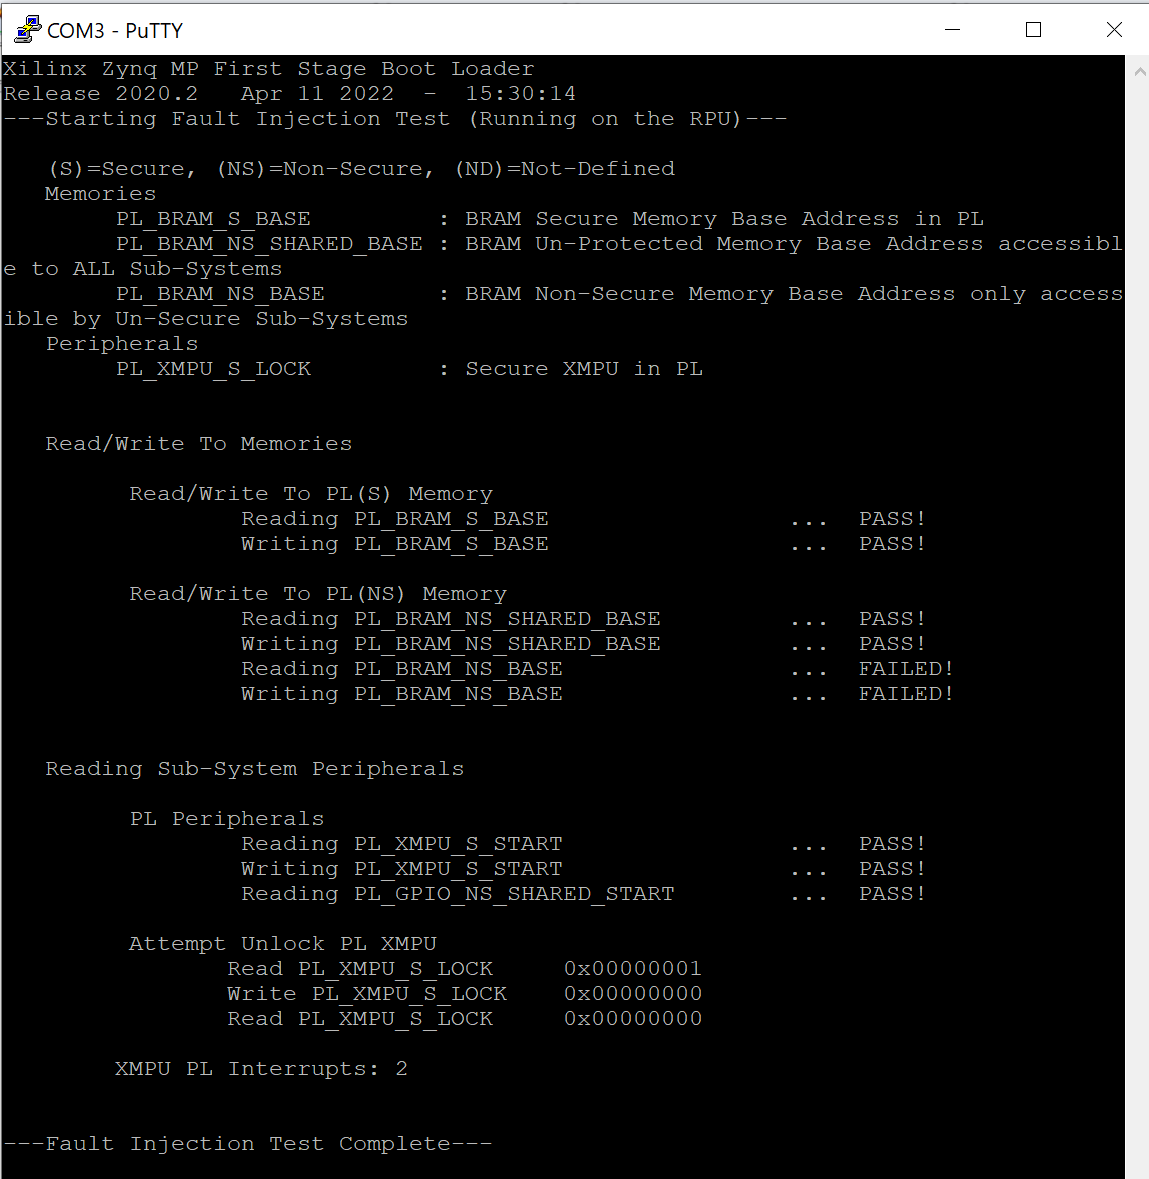 COM3 - PuTTY
Xilinx Zynq MP First Stage Boot Loader
Release 2020.2   Apr 11 2022  -  15:30:14
---Starting Fault Injection Test (Running on the RPU)---
(S)=Secure, (NS)=Non-Secure, (ND)=Not-Defined
Memories
PL_BRAM_S_BASE         : BRAM Secure Memory Base Address in PL
PL_BRAM_NS_SHARED_BASE : BRAM Un-Protected Memory Base Address accessibl
e to ALL Sub-Systems
PL_BRAM_NS_BASE        : BRAM Non-Secure Memory Base Address only access
ible by Un-Secure Sub-Systems
Peripherals
PL_XMPU_S_LOCK         : Secure XMPU in PL
Read/Write To Memories
Read/Write To PL(S) Memory
Reading PL_BRAM_S_BASE                 ...  PASS!
Writing PL_BRAM_S_BASE                 ...  PASS!
Read/Write To PL(NS) Memory
Reading PL_BRAM_NS_SHARED_BASE         ...  PASS!
Writing PL_BRAM_NS_SHARED_BASE         ...  PASS!
Reading PL_BRAM_NS_BASE                ...  FAILED!
Writing PL_BRAM_NS_BASE                ...  FAILED!
Reading Sub-System Peripherals
PL Peripherals
Reading PL_XMPU_S_START                ...  PASS!
Writing PL_XMPU_S_START                ...  PASS!
Reading PL_GPIO_NS_SHARED_START        ...  PASS!
Attempt Unlock PL XMPU
Read PL_XMPU_S_LOCK     0x00000001
Write PL_XMPU_S_LOCK    0x00000000
Read PL_XMPU_S_LOCK     0x00000000
XMPU PL Interrupts: 2
---Fault Injection Test Complete---